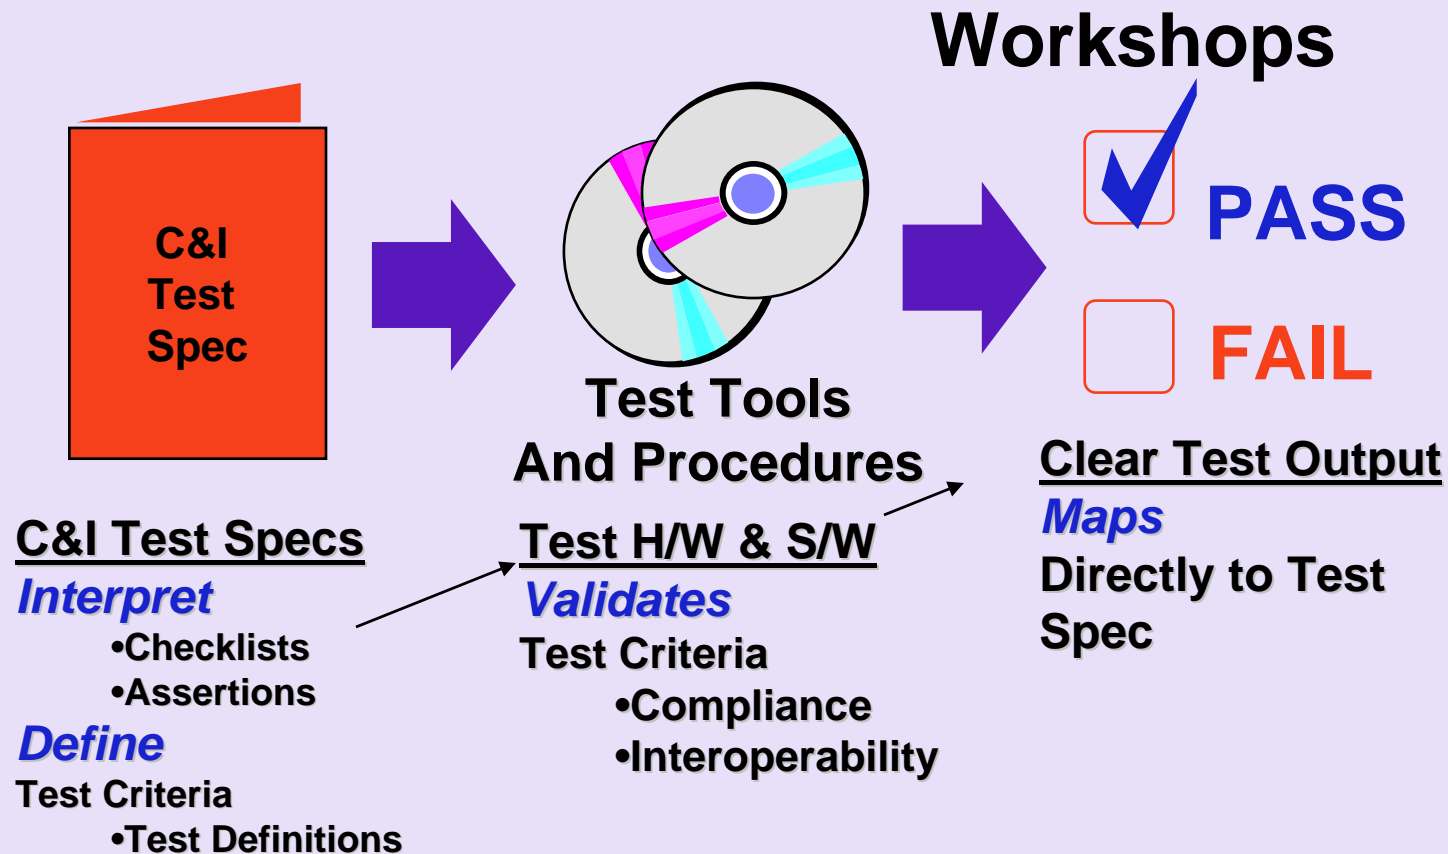 Workshops
C&I
Test
Spec
PASS
FAIL
Test Tools
And Procedures
C&I Test Specs
Interpret
•Checklists
•Assertions
Define
Test Criteria
•Test Definitions
Test H/W & S/W
Validates
Test Criteria
•Compliance
•Interoperability
Clear Test Output
Maps
Directly to Test
Spec